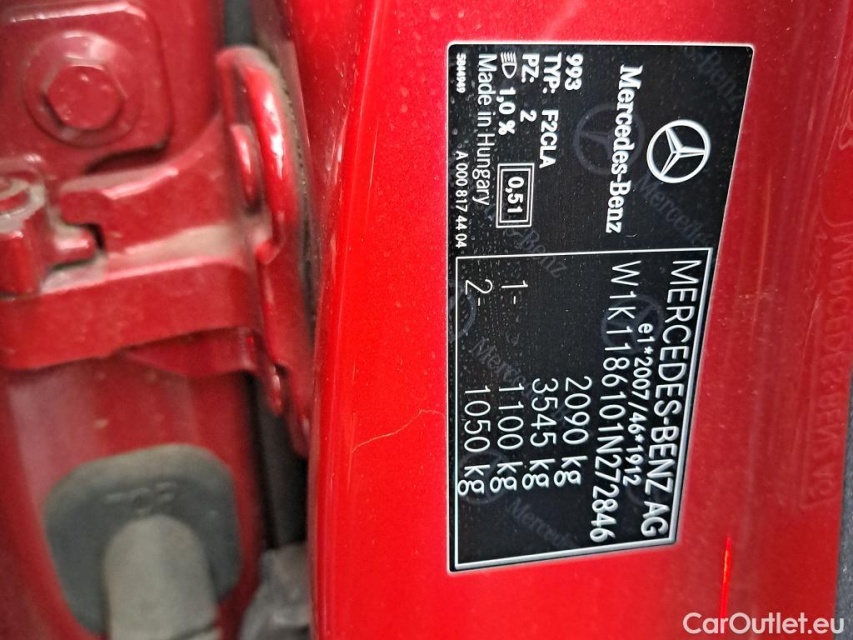 Mercedes-Benz
993
TYP: F2CLA
PZ: 2
1,0 %
0,51
Made in Hungary
S84949
A 000 817 44 04
MERCEDES-BENZ AG
e1*2007/46*1912
W1K1186101N272846
2090 kg
3545 kg
1- 1100 kg
2- 1050 kg
CarOutlet.eu